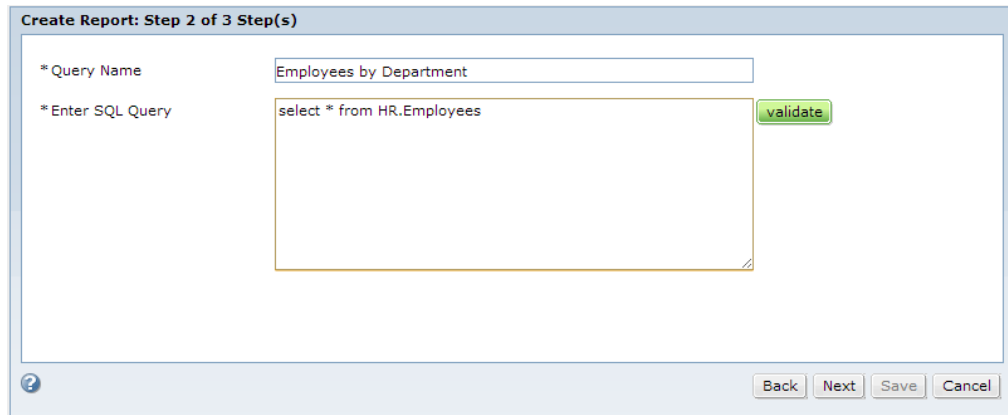 Create Report: Step 2 of 3 Step(s)
* Query Name Employees by Department
* Enter SQL Query select * from HR.Employees validate
? Back Next Save Cancel